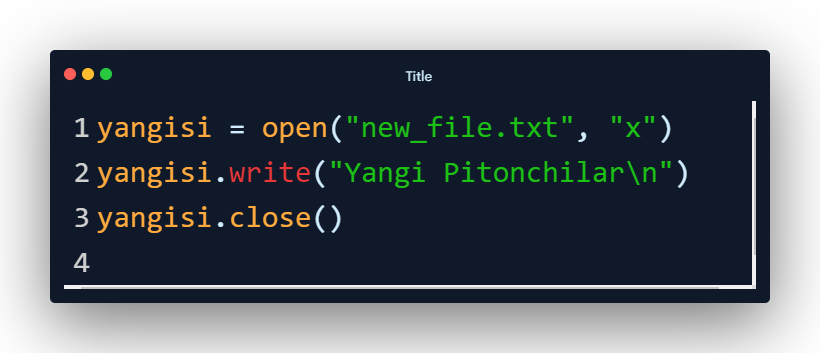 Title
1 yangisi = open("new_file.txt", "x")
2 yangisi.write("Yangi Pitonchilar\n")
3 yangisi.close()
4